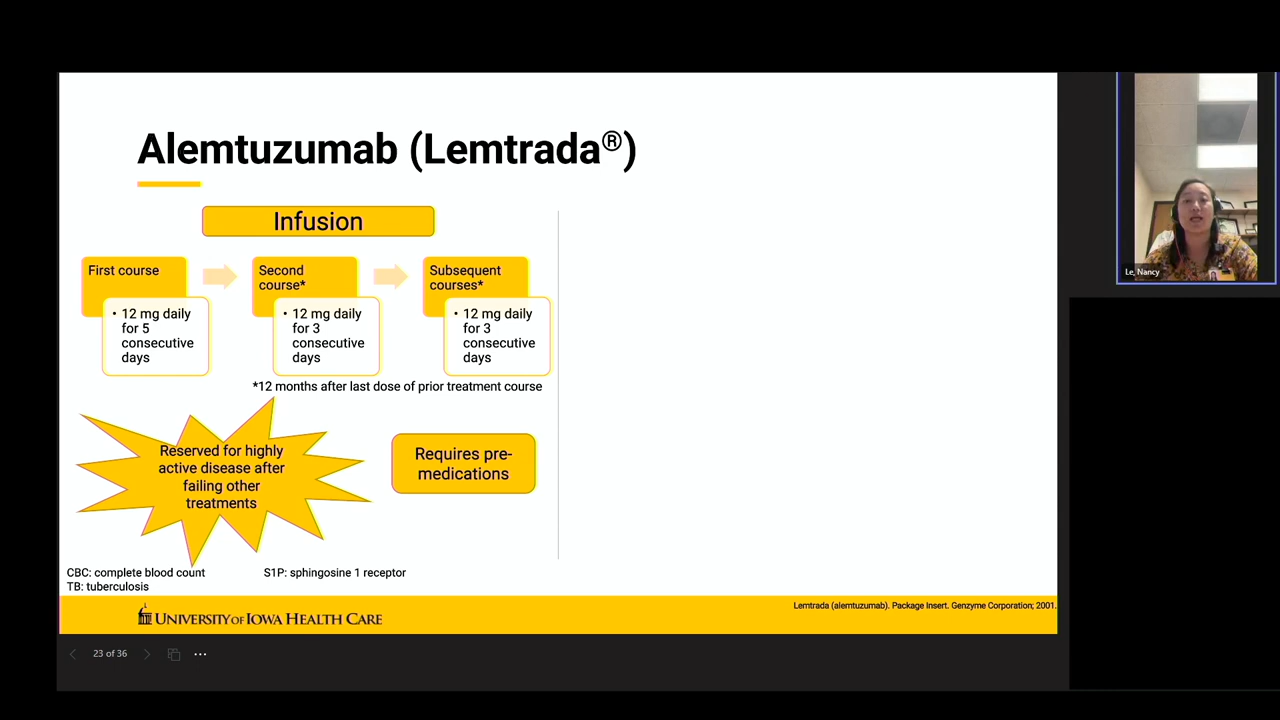 Alemtuzumab (Lemtrada®)
Infusion
First course
• 12 mg daily
for 5
consecutive
days
Second
course*
• 12 mg daily
for 3
consecutive
days
Subsequent
courses*
• 12 mg daily
for 3
consecutive
days
*12 months after last dose of prior treatment course
Reserved for highly
active disease after
failing other
treatments
Requires pre-
medications
CBC: complete blood count
TB: tuberculosis
S1P: sphingosine 1 receptor
Lemtrada (alemtuzumab). Package Insert. Genzyme Corporation; 2001.
UNIVERSITY OF IOWA HEALTH CARE
23 of 36
Le, Nancy